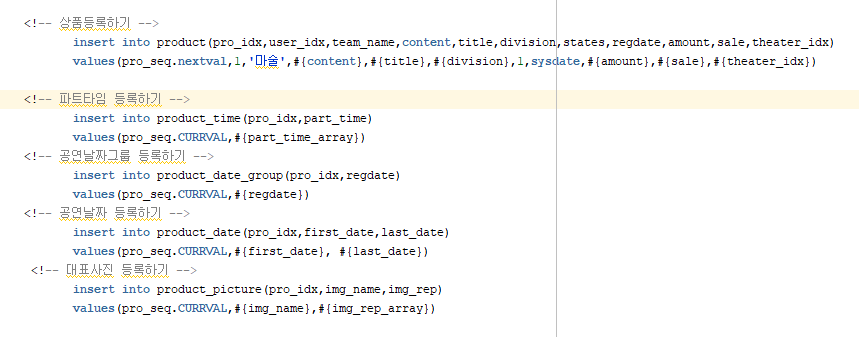 <!-- 상품등록하기 -->
insert into product(pro_idx,user_idx,team_name,content,title,division,states,regdate,amount,sale,theater_idx)
values(pro_seq.nextval,1,'마술',#{content},#{title},#{division},1,sysdate,#{amount},#{sale},#{theater_idx})
<!-- 파트타임 등록하기 -->
insert into product_time(pro_idx,part_time)
values(pro_seq.CURRVAL,#{part_time_array})
<!-- 공연날짜그룹 등록하기 -->
insert into product_date_group(pro_idx,regdate)
values(pro_seq.CURRVAL,#{regdate})
<!-- 공연날짜 등록하기 -->
insert into product_date(pro_idx,first_date,last_date)
values(pro_seq.CURRVAL,#{first_date}, #{last_date})
<!-- 대표사진 등록하기 -->
insert into product_picture(pro_idx,img_name,img_rep)
values(pro_seq.CURRVAL,#{img_name},#{img_rep_array})